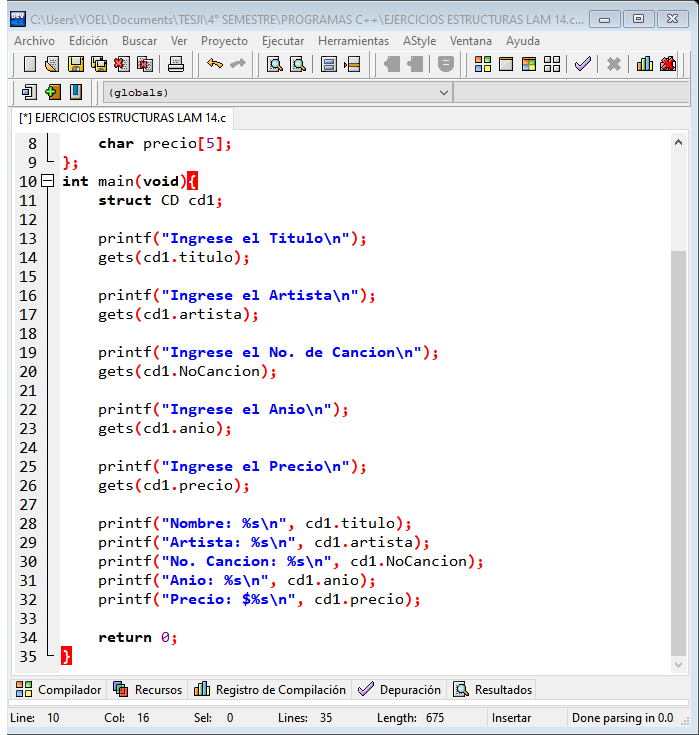 C:\Users\YOEL\Documents\TESJI\4° SEMESTRE\PROGRAMAS C++\EJERCICIOS ESTRUCTURAS LAM 14.c...
Archivo Edición Buscar Ver Proyecto Ejecutar Herramientas AStyle Ventana Ayuda
(globals)
[*] EJERCICIOS ESTRUCTURAS LAM 14.c
8     char precio[5];
9 };
10 int main(void){
11     struct CD cd1;
12
13     printf("Ingrese el Titulo\n");
14     gets(cd1.titulo);
15
16     printf("Ingrese el Artista\n");
17     gets(cd1.artista);
18
19     printf("Ingrese el No. de Cancion\n");
20     gets(cd1.NoCancion);
21
22     printf("Ingrese el Anio\n");
23     gets(cd1.anio);
24
25     printf("Ingrese el Precio\n");
26     gets(cd1.precio);
27
28     printf("Nombre: %s\n", cd1.titulo);
29     printf("Artista: %s\n", cd1.artista);
30     printf("No. Cancion: %s\n", cd1.NoCancion);
31     printf("Anio: %s\n", cd1.anio);
32     printf("Precio: $%s\n", cd1.precio);
33
34     return 0;
35 }
Compilador Recursos Registro de Compilación Depuración Resultados
Line: 10 Col: 16 Sel: 0 Lines: 35 Length: 675 Insertar Done parsing in 0.0